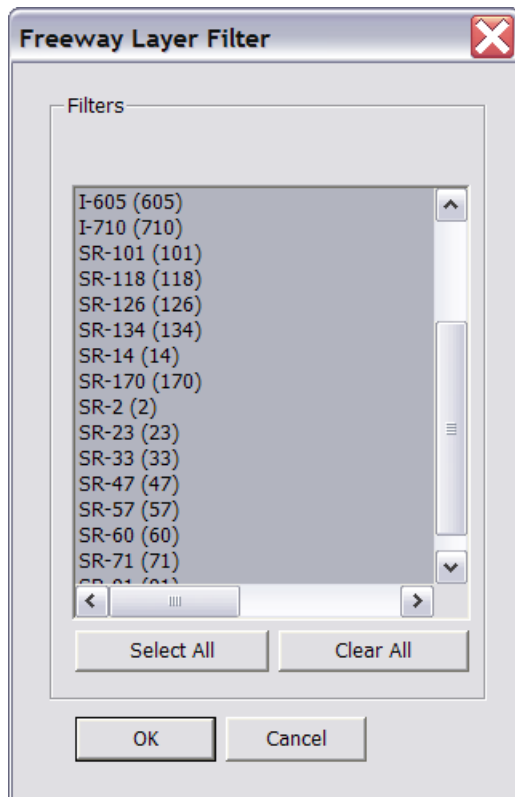 Freeway Layer Filter
Filters
I-605 (605)
I-710 (710)
SR-101 (101)
SR-118 (118)
SR-126 (126)
SR-134 (134)
SR-14 (14)
SR-170 (170)
SR-2 (2)
SR-23 (23)
SR-33 (33)
SR-47 (47)
SR-57 (57)
SR-60 (60)
SR-71 (71)
Select All Clear All
OK Cancel